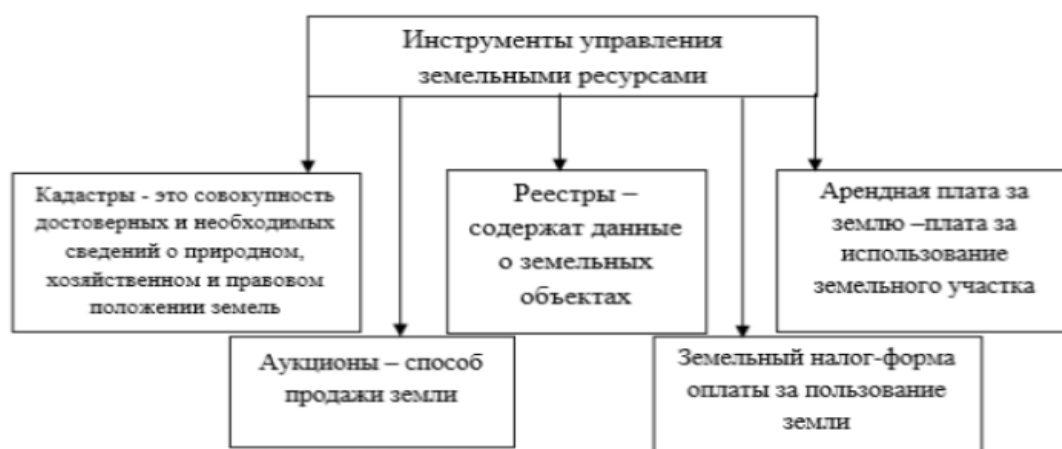 Инструменты управления
земельными ресурсами
Кадастры - это совокупность
достоверных и необходимых
сведений о природном,
хозяйственном и правовом
положении земель
Реестры –
содержат данные
о земельных
объектах
Арендная плата за
землю –плата за
использование
земельного участка
Аукционы – способ
продажи земли
Земельный налог-форма
оплаты за пользование
земли